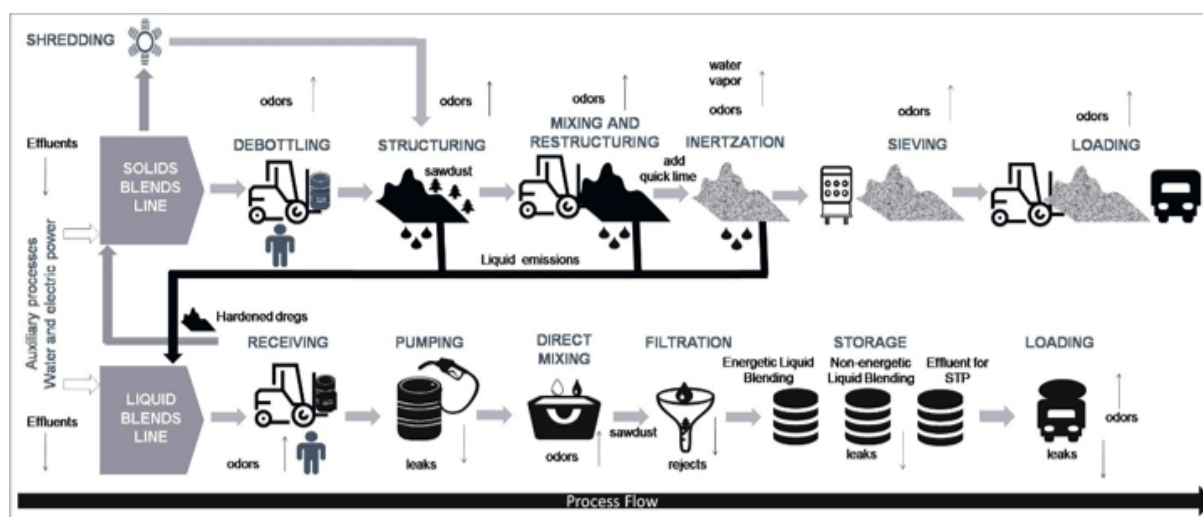 SHREDDING
water
vapor
odors
odors
odors
odors
odors
odors
Effluents
DEBOTTLING
STRUCTURING
MIXING AND
RESTRUCTURING
INERTZATION
SIEVING
LOADING
SOLIDS
BLENDS
LINE
sawdust
add
quick lime
Auxiliary processes
Water and electric power
Liquid emissions
Hardened dregs
RECEIVING
PUMPING
DIRECT
MIXING
FILTRATION
STORAGE
LOADING
Energetic Liquid
Blending
Non-energetic
Liquid Blending
Effluent for
STP
LIQUID
BLENDS
LINE
Effluents
odors
leaks
odors
sawdust
rejects
leaks
leaks
odors
Process Flow